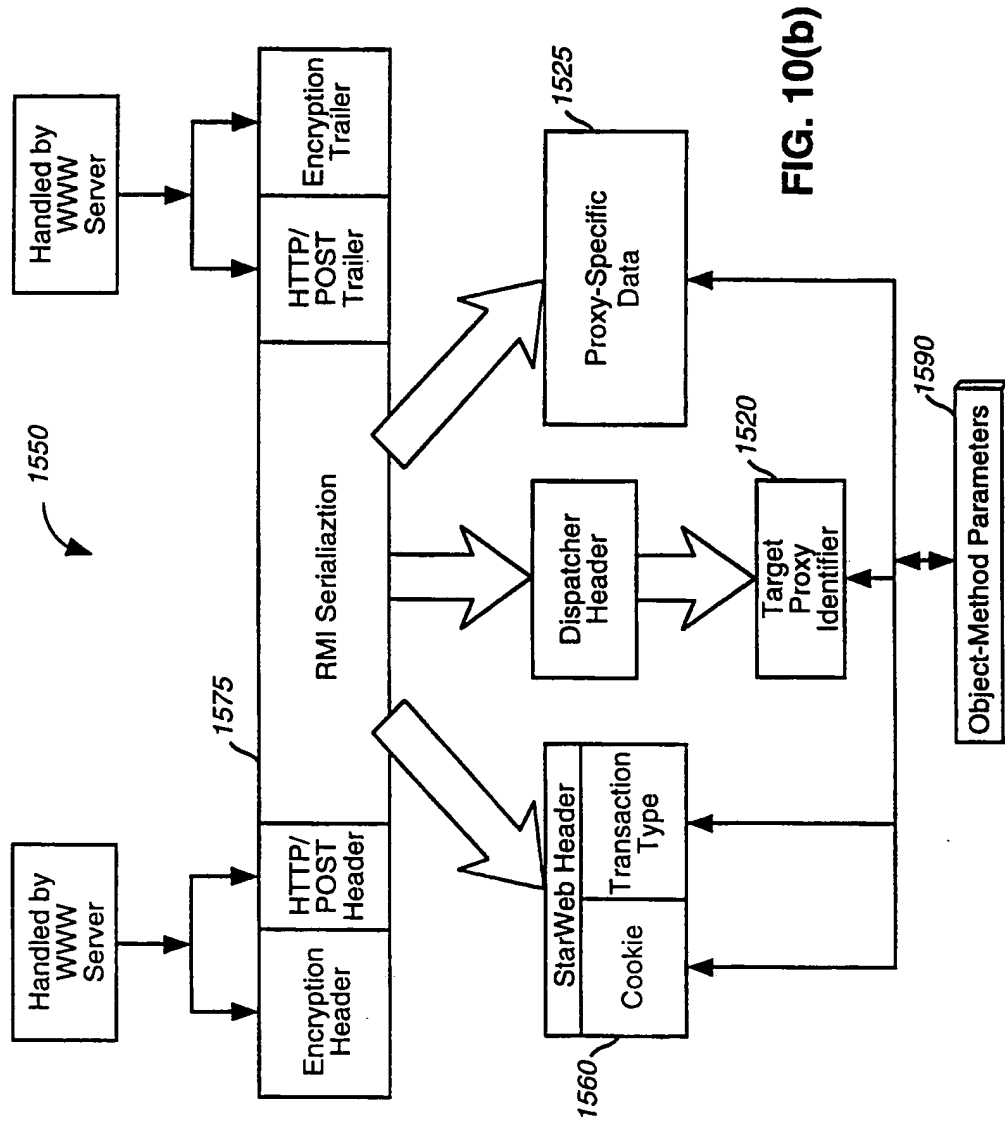 1550
Handled by
WWW
Server
Handled by
WWW
Server
1575
Encryption
Header
HTTP/
POST
Header
RMI Serialiaztion
HTTP/
POST
Trailer
Encryption
Trailer
StarWeb Header
Cookie
Transaction
Type
1560
Dispatcher
Header
Target
Proxy
Identifier
1520
Proxy-Specific
Data
1525
Object-Method Parameters
1590
FIG. 10(b)